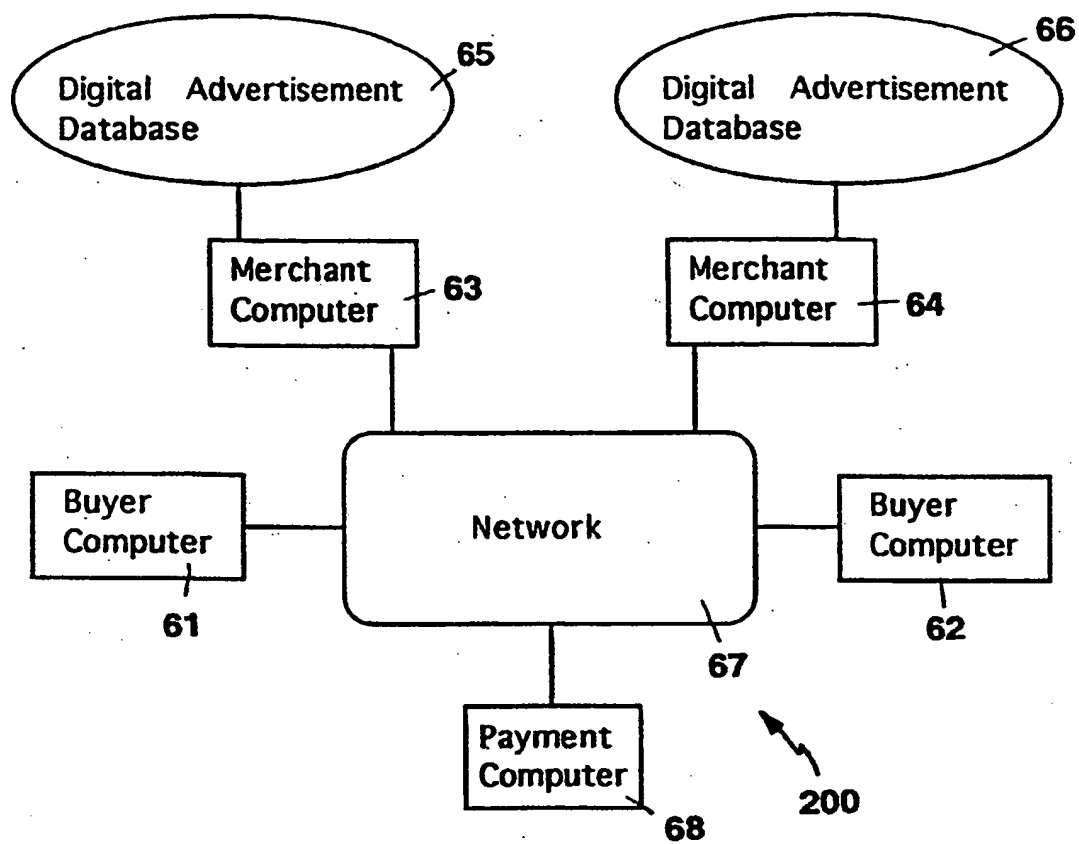 65
Digital Advertisement
Database
66
Digital Advertisement
Database
Merchant
Computer
63
Merchant
Computer
64
Buyer
Computer
61
Network
67
Buyer
Computer
62
Payment
Computer
68
200